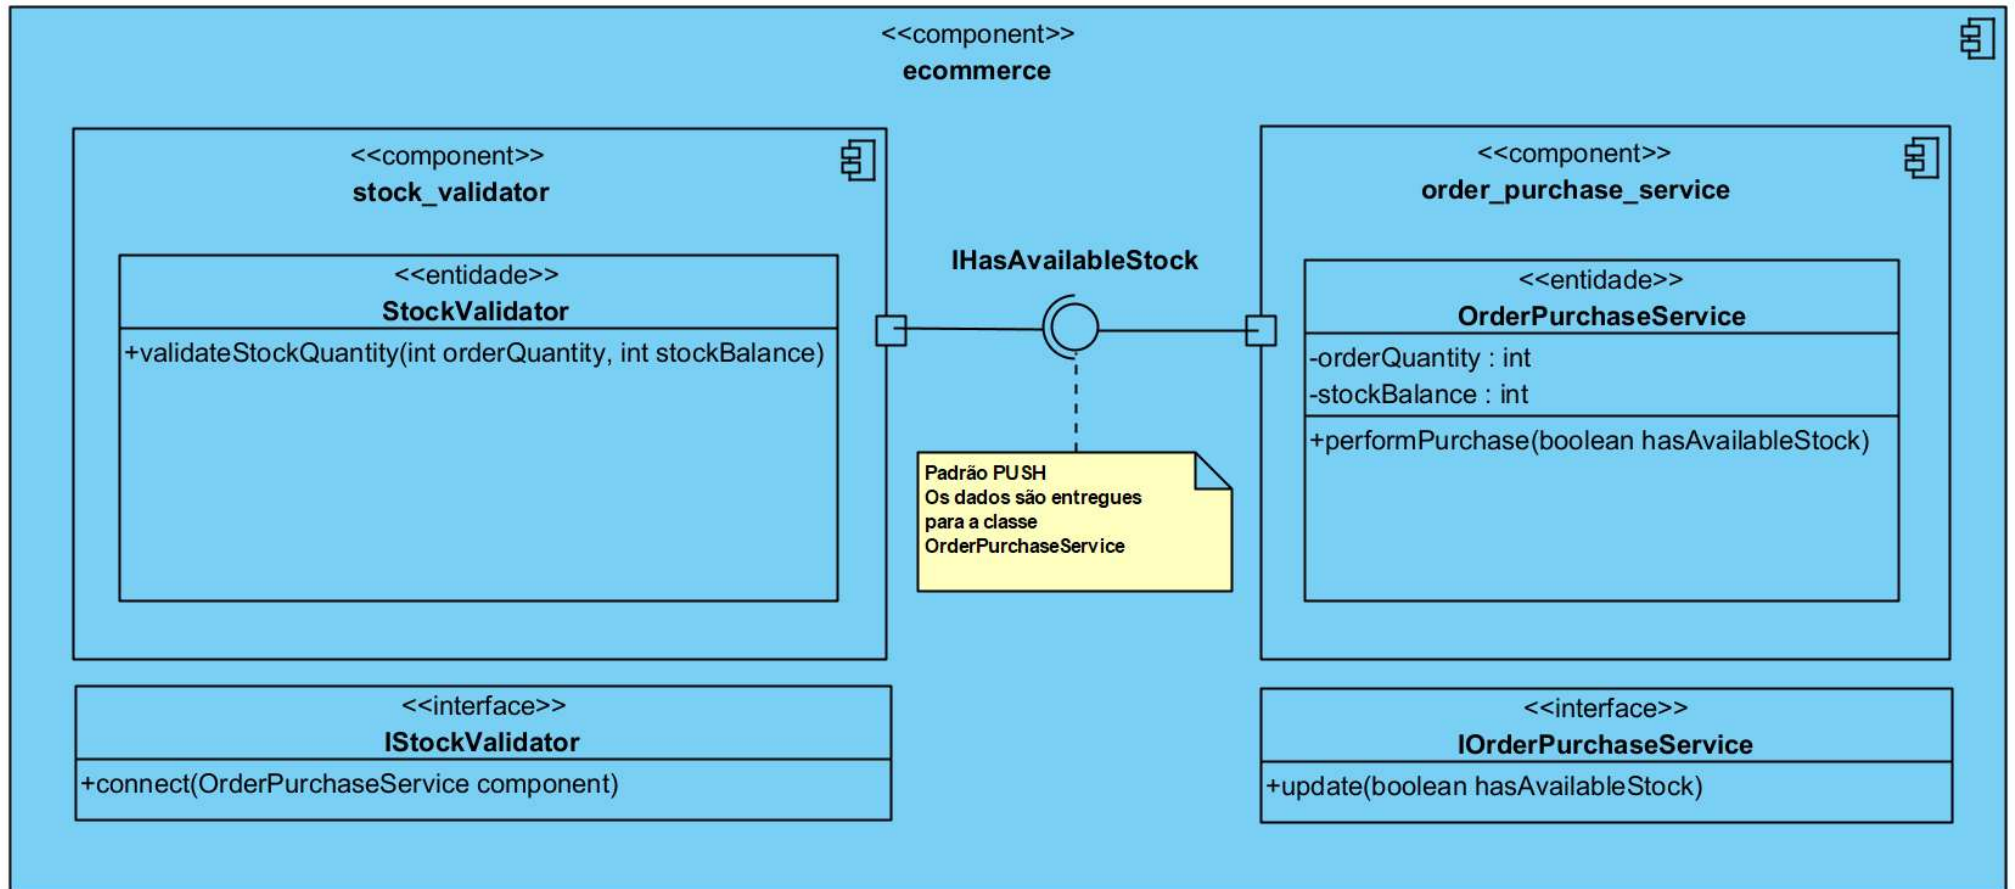 <<component>>
ecommerce
<<component>>
stock_validator
<<entidade>>
StockValidator
+validateStockQuantity(int orderQuantity, int stockBalance)
IHasAvailableStock
Padrão PUSH
Os dados são entregues
para a classe
OrderPurchaseService
<<component>>
order_purchase_service
<<entidade>>
OrderPurchaseService
-orderQuantity : int
-stockBalance : int
+performPurchase(boolean hasAvailableStock)
<<interface>>
IStockValidator
+connect(OrderPurchaseService component)
<<interface>>
IOrderPurchaseService
+update(boolean hasAvailableStock)